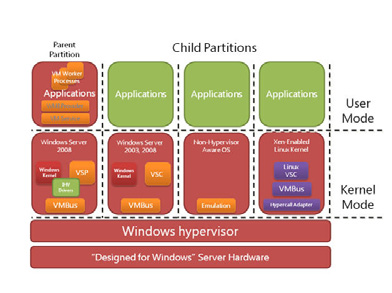 Parent
Partition
Child Partitions
VM Worker
Processes
Applications
Applications
Applications
Applications
User
Mode
Windows Server
2008
Windows
Kernel
VSP
IHV
Drivers
VMBus
Windows Server
2003, 2008
Windows
Kernel
VSC
VMBus
Non-Hypervisor
Aware OS
Emulation
Xen-Enabled
Linux Kernel
Linux
VSC
VMBus
Hypercall Adapter
Kernel
Mode
Windows hypervisor
"Designed for Windows" Server Hardware